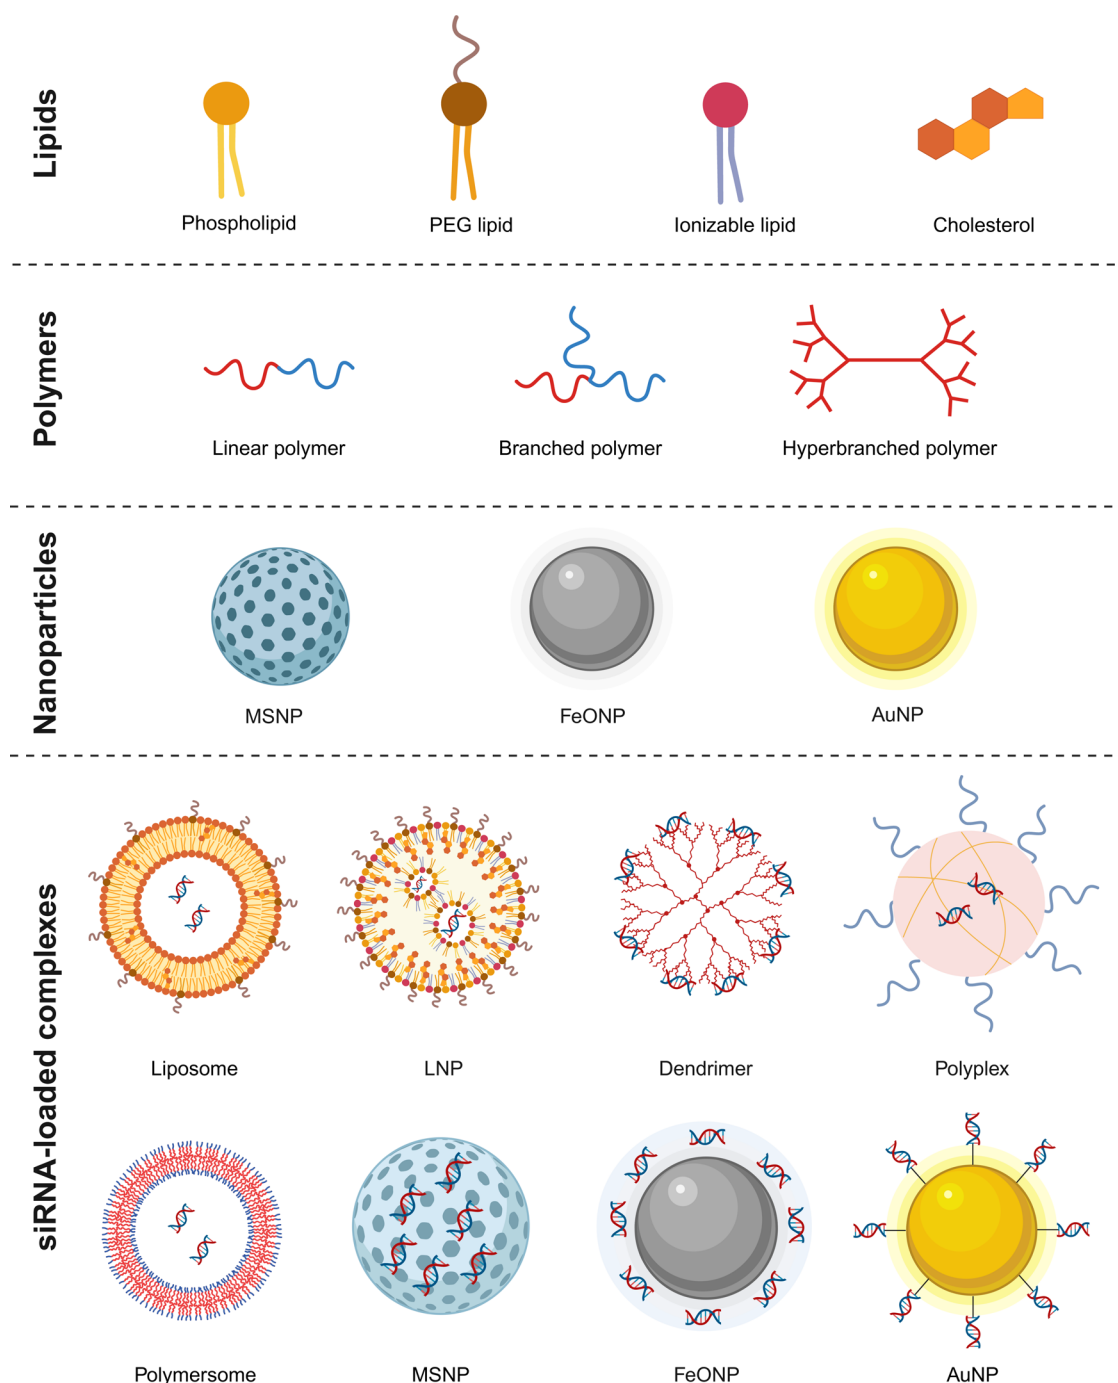 Lipids
Phospholipid
PEG lipid
Ionizable lipid
Cholesterol
Polymers
Linear polymer
Branched polymer
Hyperbranched polymer
Nanoparticles
MSNP
FeONP
AuNP
siRNA-loaded complexes
Liposome
LNP
Dendrimer
Polyplex
Polymersome
MSNP
FeONP
AuNP